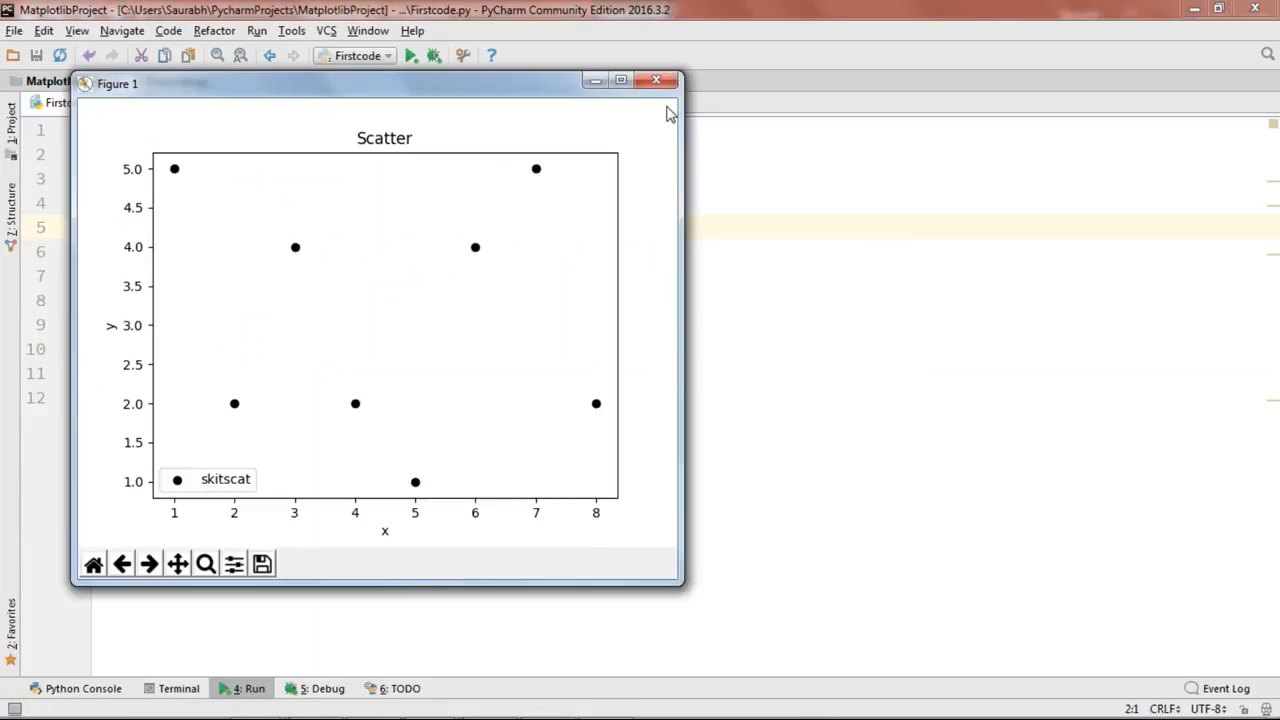 MatplotlibProject - [C:\Users\Saurabh\PycharmProjects\MatplotlibProject] - ...\Firstcode.py - PyCharm Community Edition 2016.3.2
File Edit View Navigate Code Refactor Run Tools VCS Window Help
Firstcode
Matplotl
Figure 1
Firstc
1: Project
Z: Structure
2: Favorites
1
2
3
4
5
6
7
8
9
10
11
12
Scatter
5.0
4.5
4.0
3.5
3.0
2.5
2.0
1.5
1.0
y
skitscat
1 2 3 4 5 6 7 8
x
Python Console Terminal 4: Run 5: Debug 6: TODO Event Log
2:1 CRLF UTF-8